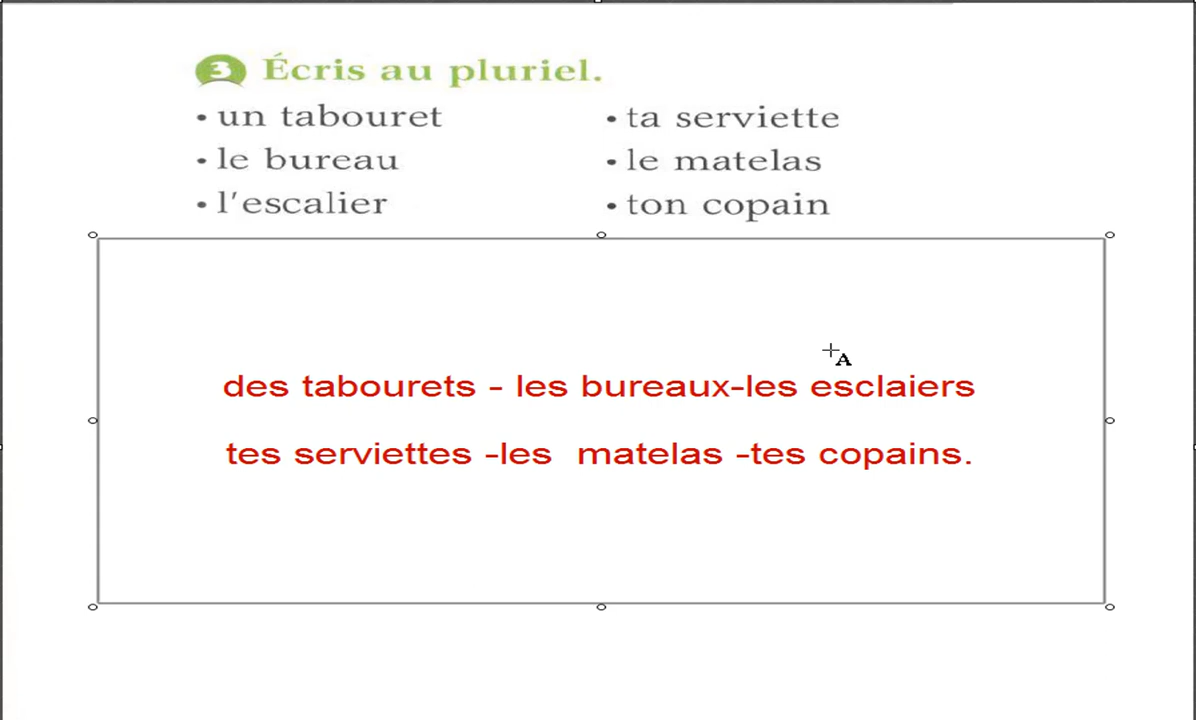 3 Écris au pluriel.
• un tabouret
• le bureau
• l'escalier
• ta serviette
• le matelas
• ton copain
A
des tabourets - les bureaux-les esclaiers
tes serviettes -les matelas -tes copains.